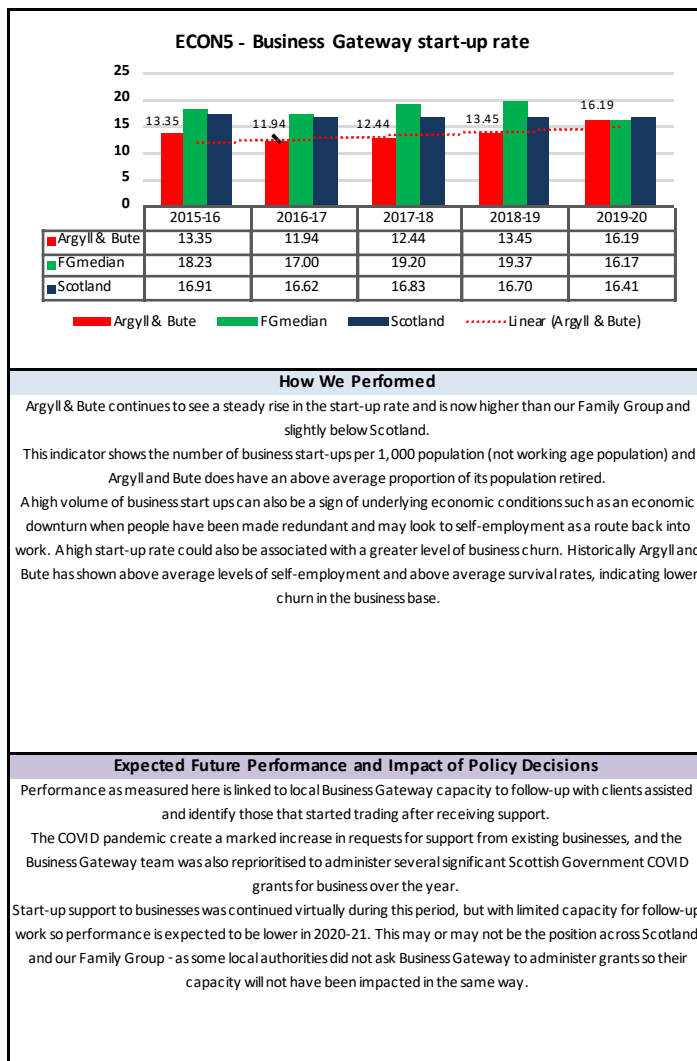 ECON5 - Business Gateway start-up rate
25
20
15
10
5
0
13.35
11.94
12.44
13.45
16.19
2015-16 2016-17 2017-18 2018-19 2019-20
Argyll & Bute 13.35 11.94 12.44 13.45 16.19
FGmedian 18.23 17.00 19.20 19.37 16.17
Scotland 16.91 16.62 16.83 16.70 16.41
Argyll & Bute FGmedian Scotland Linear (Argyll & Bute)
How We Performed
Argyll & Bute continues to see a steady rise in the start-up rate and is now higher than our Family Group and
slightly below Scotland.
This indicator shows the number of business start-ups per 1,000 population (not working age population) and
Argyll and Bute does have an above average proportion of its population retired.
A high volume of business start ups can also be a sign of underlying economic conditions such as an economic
downturn when people have been made redundant and may look to self-employment as a route back into
work. A high start-up rate could also be associated with a greater level of business churn. Historically Argyll and
Bute has shown above average levels of self-employment and above average survival rates, indicating lower
churn in the business base.
Expected Future Performance and Impact of Policy Decisions
Performance as measured here is linked to local Business Gateway capacity to follow-up with clients assisted
and identify those that started trading after receiving support.
The COVID pandemic create a marked increase in requests for support from existing businesses, and the
Business Gateway team was also reprioritised to administer several significant Scottish Government COVID
grants for business over the year.
Start-up support to businesses was continued virtually during this period, but with limited capacity for follow-up
work so performance is expected to be lower in 2020-21. This may or may not be the position across Scotland
and our Family Group - as some local authorities did not ask Business Gateway to administer grants so their
capacity will not have been impacted in the same way.